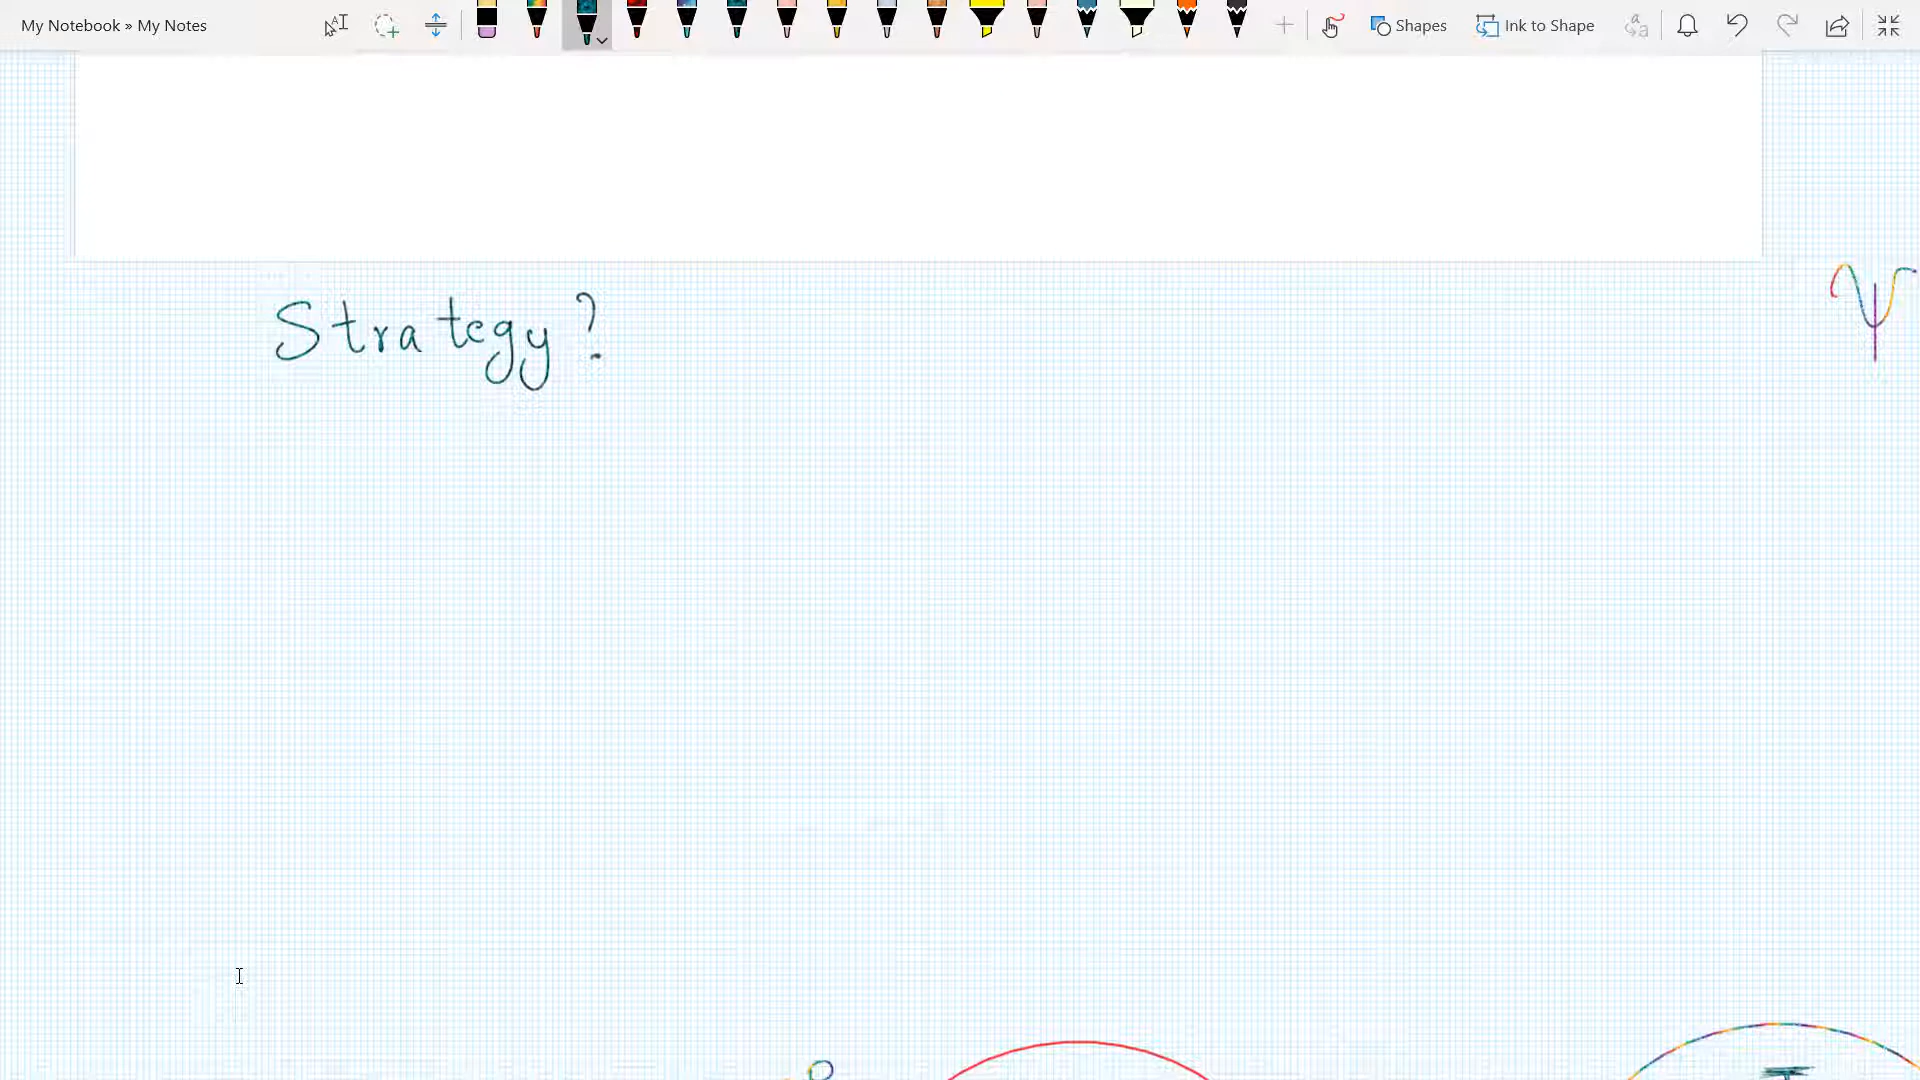 My Notebook » My Notes
Shapes
Ink to Shape
Strategy?
ψ